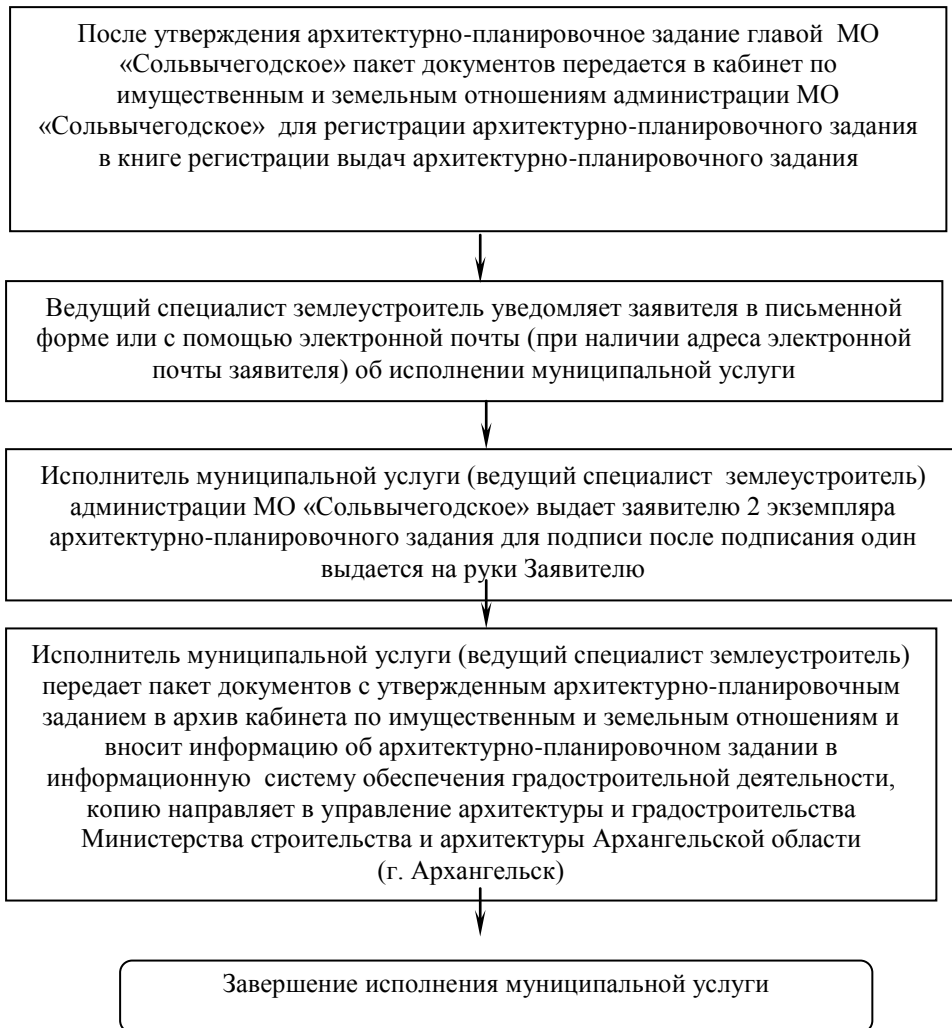 После утверждения архитектурно-планировочное задание главой МО
«Сольвычегодское» пакет документов передается в кабинет по
имущественным и земельным отношениям администрации МО
«Сольвычегодское» для регистрации архитектурно-планировочного задания
в книге регистрации выдач архитектурно-планировочного задания
Ведущий специалист землеустроитель уведомляет заявителя в письменной
форме или с помощью электронной почты (при наличии адреса электронной
почты заявителя) об исполнении муниципальной услуги
Исполнитель муниципальной услуги (ведущий специалист землеустроитель)
администрации МО «Сольвычегодское» выдает заявителю 2 экземпляра
архитектурно-планировочного задания для подписи после подписания один
выдается на руки Заявителю
Исполнитель муниципальной услуги (ведущий специалист землеустроитель)
передает пакет документов с утвержденным архитектурно-планировочным
заданием в архив кабинета по имущественным и земельным отношениям и
вносит информацию об архитектурно-планировочном задании в
информационную систему обеспечения градостроительной деятельности,
копию направляет в управление архитектуры и градостроительства
Министерства строительства и архитектуры Архангельской области
(г. Архангельск)
Завершение исполнения муниципальной услуги